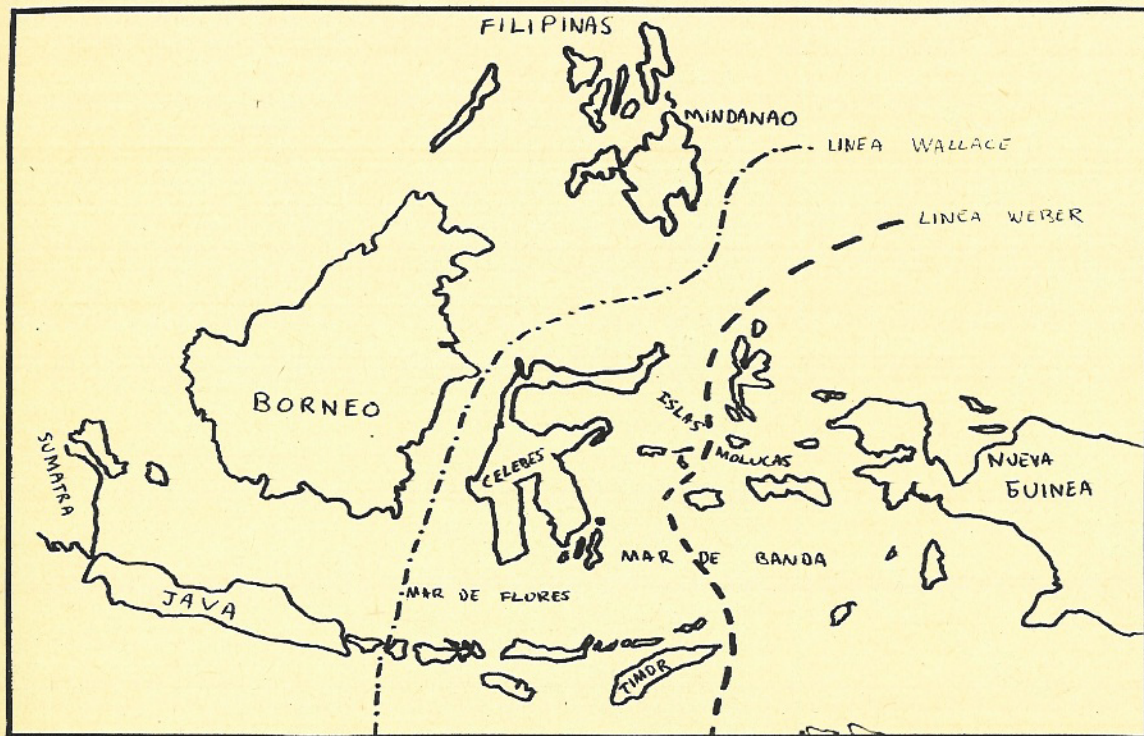 FILIPINAS
MINDANAO
LINEA WALLACE
LINEA WEBER
BORNEO
ISLAS
MOLUCAS
SUMATRA
CELEBES
NUEVA
GUINEA
MAR DE BANDA
MAR DE FLORES
JAVA
TIMOR